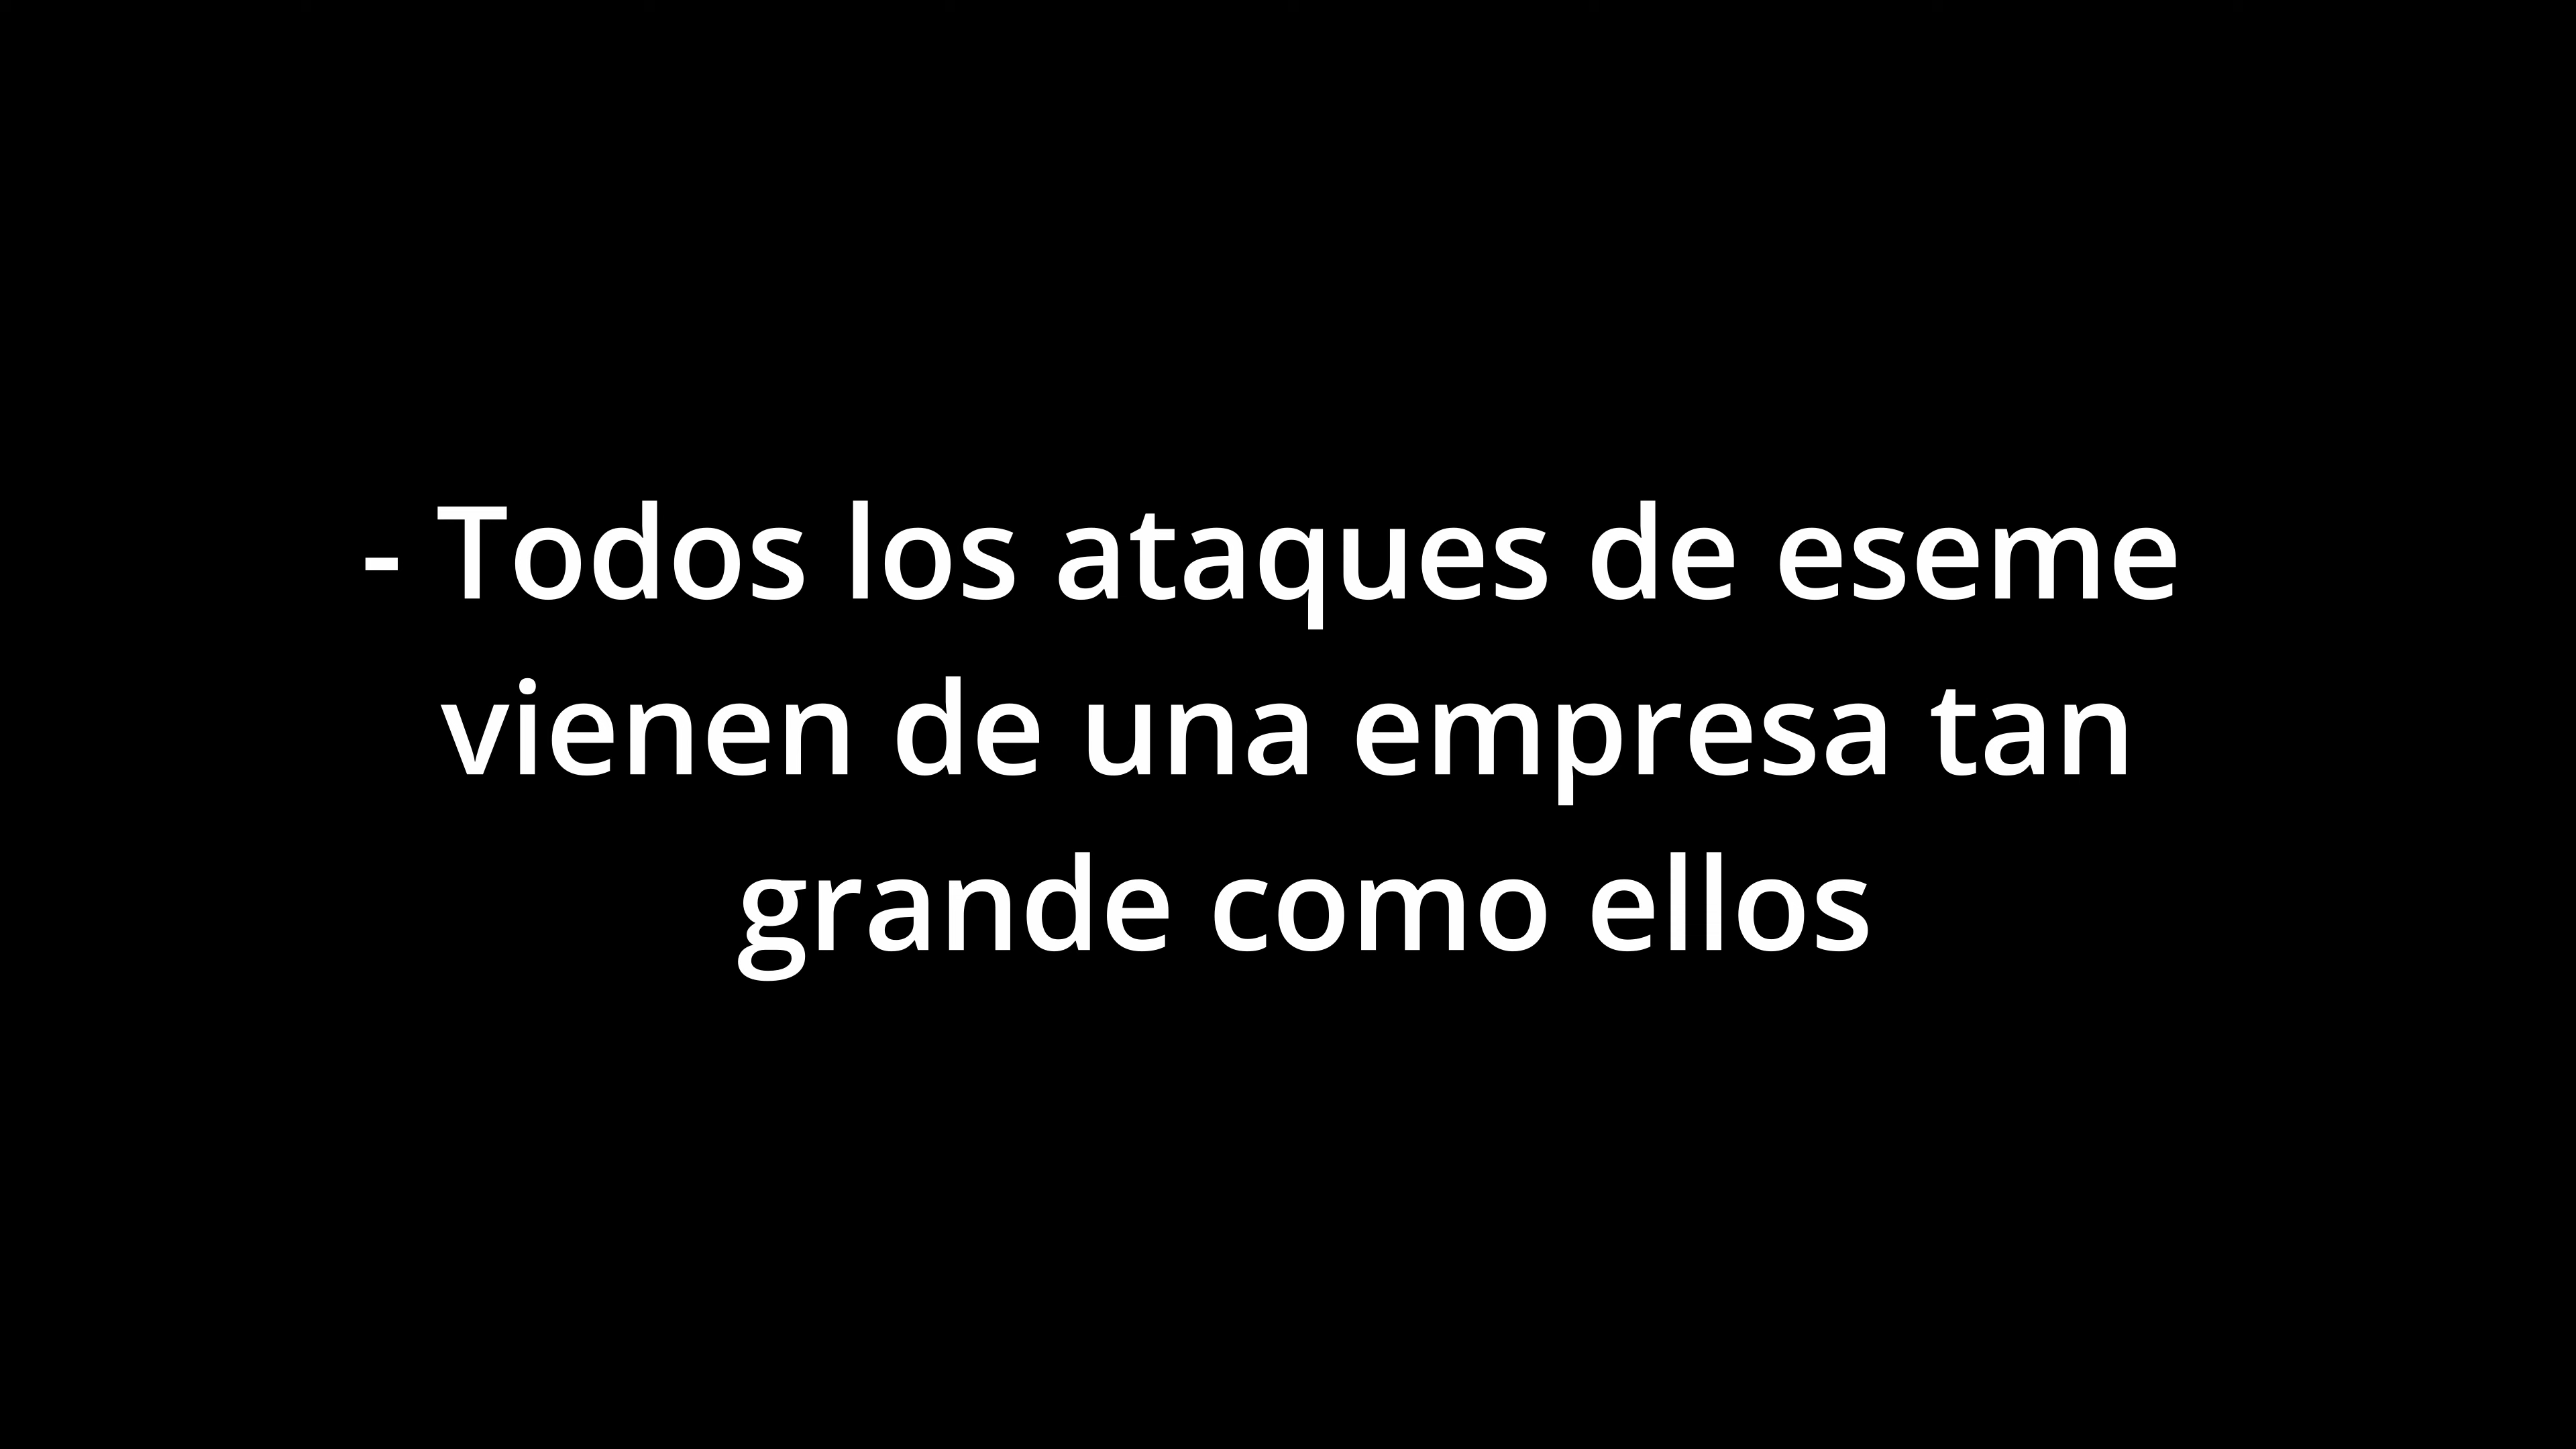 - Todos los ataques de eseme
vienen de una empresa tan
grande como ellos